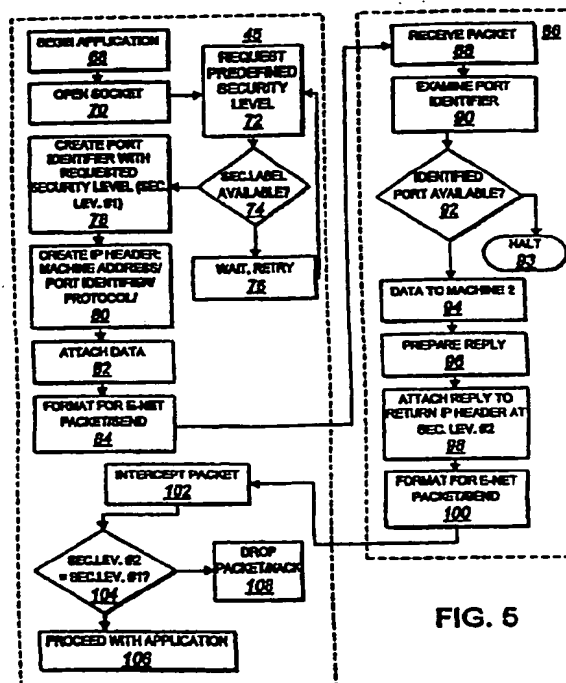 BEGIN APPLICATION
68
OPEN SOCKET
70
45
REQUEST
PREDEFINED
SECURITY
LEVEL
72
SEC.LABEL
AVAILABLE?
74
WAIT, RETRY
76
CREATE PORT
IDENTIFIER WITH
REQUESTED
SECURITY LEVEL (SEC.
LEV. #1)
78
CREATE IP HEADER:
MACHINE ADDRESS/
PORT IDENTIFIER/
PROTOCOL/
80
ATTACH DATA
82
FORMAT FOR E-NET
PACKET/SEND
84
86
RECEIVE PACKET
88
EXAMINE PORT
IDENTIFIER
90
IDENTIFIED
PORT AVAILABLE?
92
HALT
93
DATA TO MACHINE 2
94
PREPARE REPLY
96
ATTACH REPLY TO
RETURN IP HEADER AT
SEC. LEV. #2
98
FORMAT FOR E-NET
PACKET/SEND
100
INTERCEPT PACKET
102
SEC.LEV. #2
= SEC.LEV. #1?
104
DROP
PACKET/NACK
108
PROCEED WITH APPLICATION
106
FIG. 5